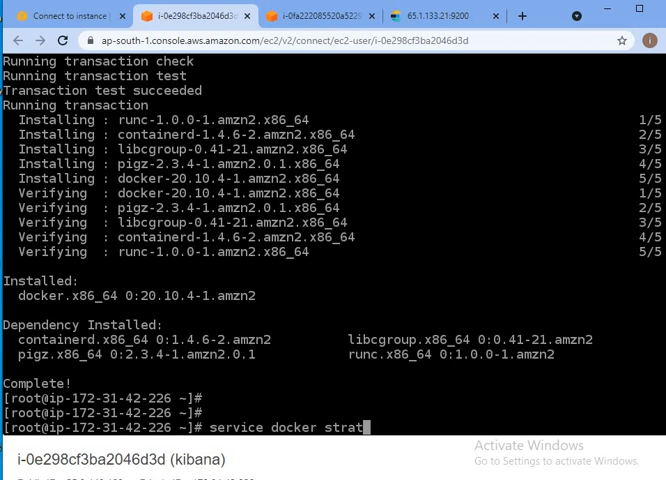 Connect to instance |
i-0e298cf3ba2046d3d
i-0fa222085520a5229
65.1.133.21:9200
ap-south-1.console.aws.amazon.com/ec2/v2/connect/ec2-user/i-0e298cf3ba2046d3d
Running transaction check
Running transaction test
Transaction test succeeded
Running transaction
Installing : runc-1.0.0-1.amzn2.x86_64 1/5
Installing : containerd-1.4.6-2.amzn2.x86_64 2/5
Installing : libcgroup-0.41-21.amzn2.x86_64 3/5
Installing : pigz-2.3.4-1.amzn2.0.1.x86_64 4/5
Installing : docker-20.10.4-1.amzn2.x86_64 5/5
Verifying : docker-20.10.4-1.amzn2.x86_64 1/5
Verifying : pigz-2.3.4-1.amzn2.0.1.x86_64 2/5
Verifying : libcgroup-0.41-21.amzn2.x86_64 3/5
Verifying : containerd-1.4.6-2.amzn2.x86_64 4/5
Verifying : runc-1.0.0-1.amzn2.x86_64 5/5
Installed:
docker.x86_64 0:20.10.4-1.amzn2
Dependency Installed:
containerd.x86_64 0:1.4.6-2.amzn2 libcgroup.x86_64 0:0.41-21.amzn2
pigz.x86_64 0:2.3.4-1.amzn2.0.1 runc.x86_64 0:1.0.0-1.amzn2
Complete!
[root@ip-172-31-42-226 ~]#
[root@ip-172-31-42-226 ~]#
[root@ip-172-31-42-226 ~]# service docker strat
Activate Windows
i-0e298cf3ba2046d3d (kibana)
Go to Settings to activate Windows.